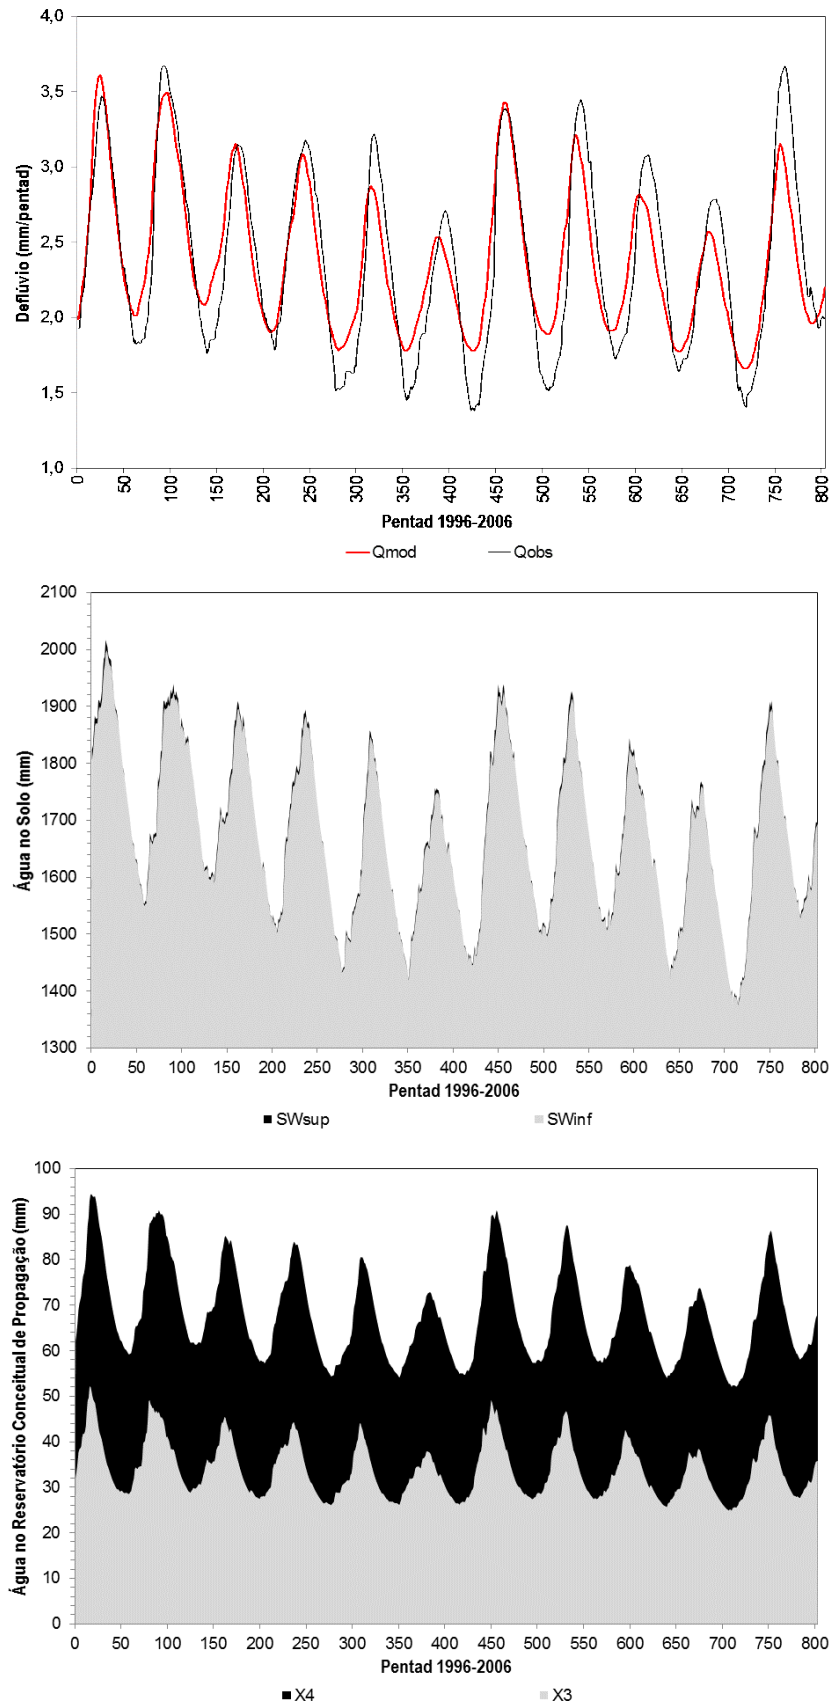 Deflúvio (mm/pentad)
4,0
3,5
3,0
2,5
2,0
1,5
1,0
0 50 100 150 200 250 300 350 400 450 500 550 600 650 700 750 800
Pentad 1996-2006
Qmod Qobs
Água no Solo (mm)
2100
2000
1900
1800
1700
1600
1500
1400
1300
0 50 100 150 200 250 300 350 400 450 500 550 600 650 700 750 800
Pentad 1996-2006
SWsup SWinf
Água no Reservatório Conceitual de Propagação (mm)
100
90
80
70
60
50
40
30
20
10
0
0 50 100 150 200 250 300 350 400 450 500 550 600 650 700 750 800
Pentad 1996-2006
X4 X3